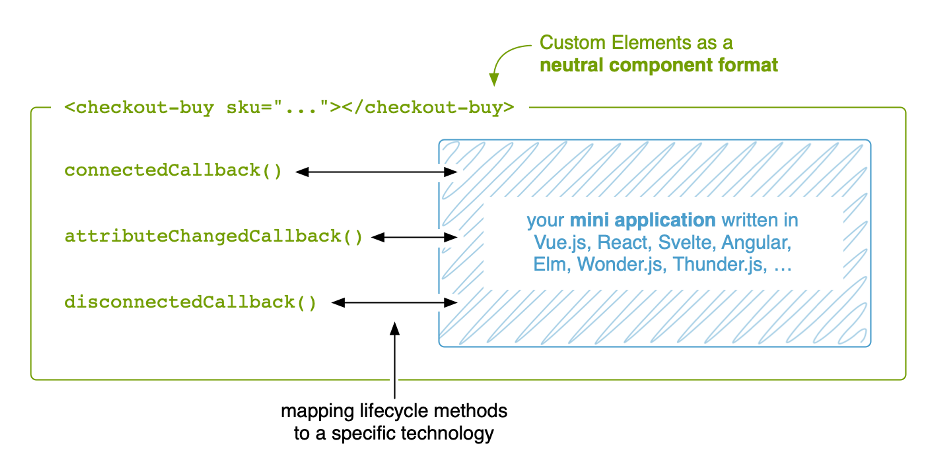 Custom Elements as a
neutral component format
<checkout-buy sku="..."></checkout-buy>
connectedCallback()
attributeChangedCallback()
disconnectedCallback()
your mini application written in
Vue.js, React, Svelte, Angular,
Elm, Wonder.js, Thunder.js, …
mapping lifecycle methods
to a specific technology